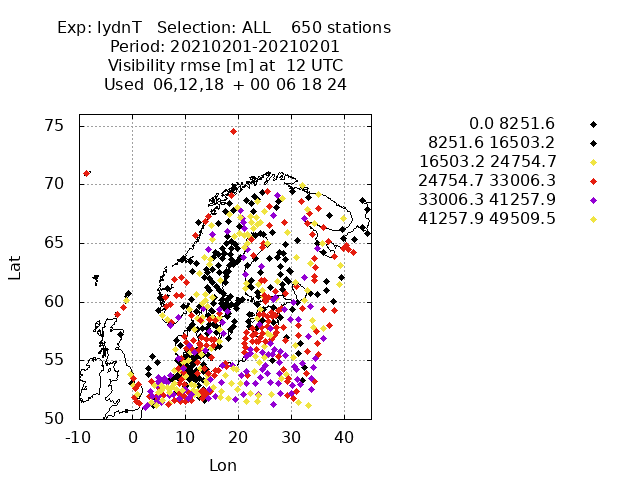 Exp: IydnT   Selection: ALL    650 stations
Period: 20210201-20210201
Visibility rmse [m] at  12 UTC
Used  06,12,18  + 00 06 18 24
0.0 8251.6
8251.6 16503.2
16503.2 24754.7
24754.7 33006.3
33006.3 41257.9
41257.9 49509.5
75
70
65
60
55
50
Lat
-10 0 10 20 30 40
Lon